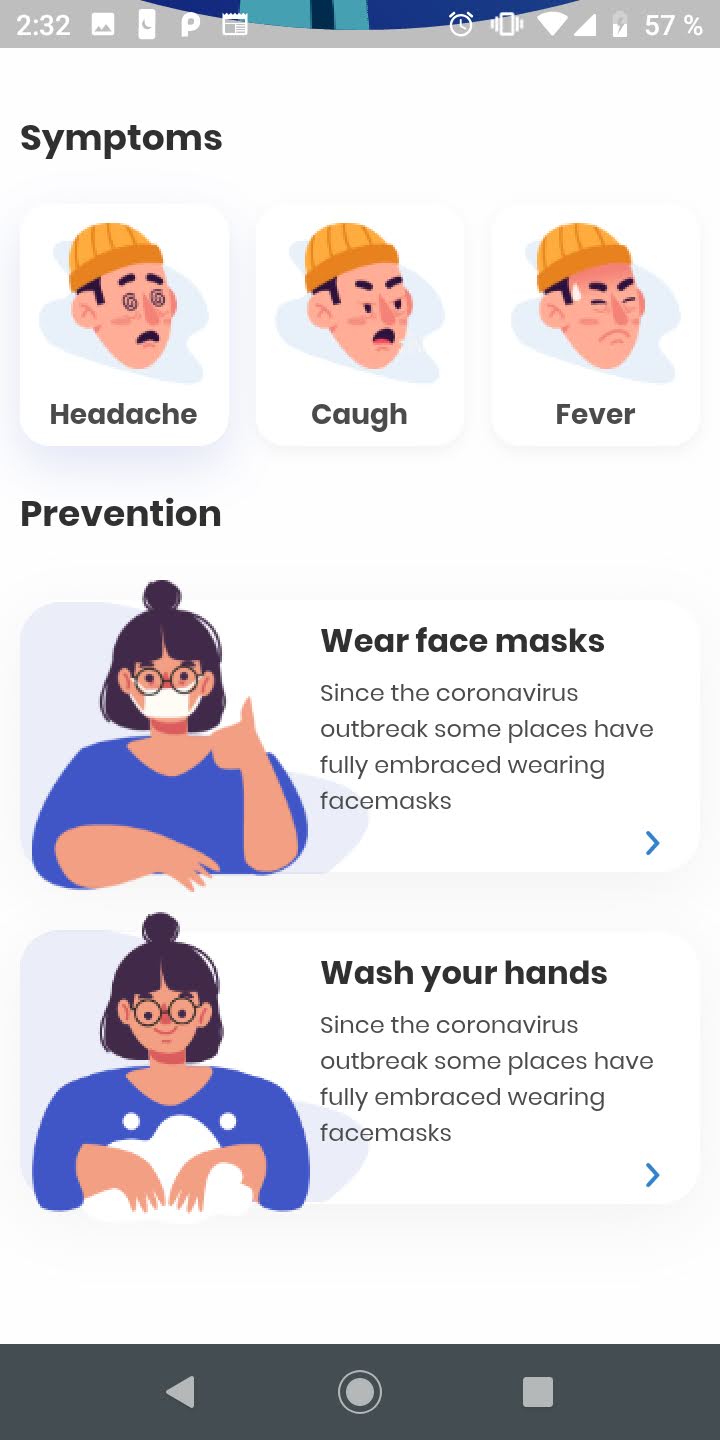 2:32 57 %
Symptoms
Headache Caugh Fever
Prevention
Wear face masks
Since the coronavirus
outbreak some places have
fully embraced wearing
facemasks
Wash your hands
Since the coronavirus
outbreak some places have
fully embraced wearing
facemasks